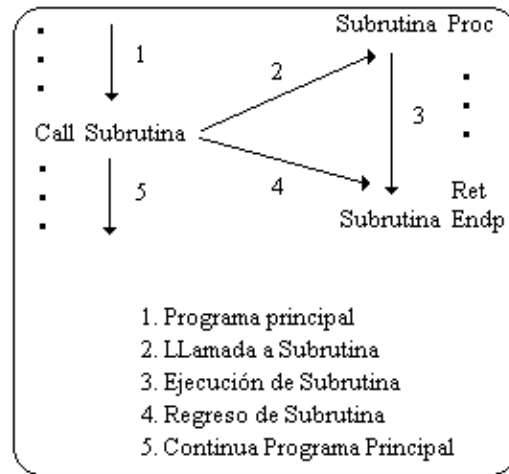 Subrutina Proc
1
2
3
Call Subrutina
5
4
Ret
Subrutina Endp
1. Programa principal
2. LLamada a Subrutina
3. Ejecución de Subrutina
4. Regreso de Subrutina
5. Continua Programa Principal